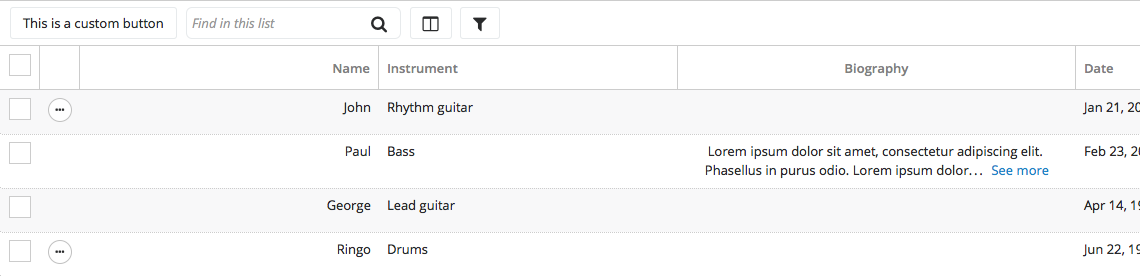 This is a custom button Find in this list
Name Instrument Biography Date
John Rhythm guitar Jan 21, 20
Paul Bass Lorem ipsum dolor sit amet, consectetur adipiscing elit. Feb 23, 20
Phasellus in purus odio. Lorem ipsum dolor... See more
George Lead guitar Apr 14, 19
Ringo Drums Jun 22, 19